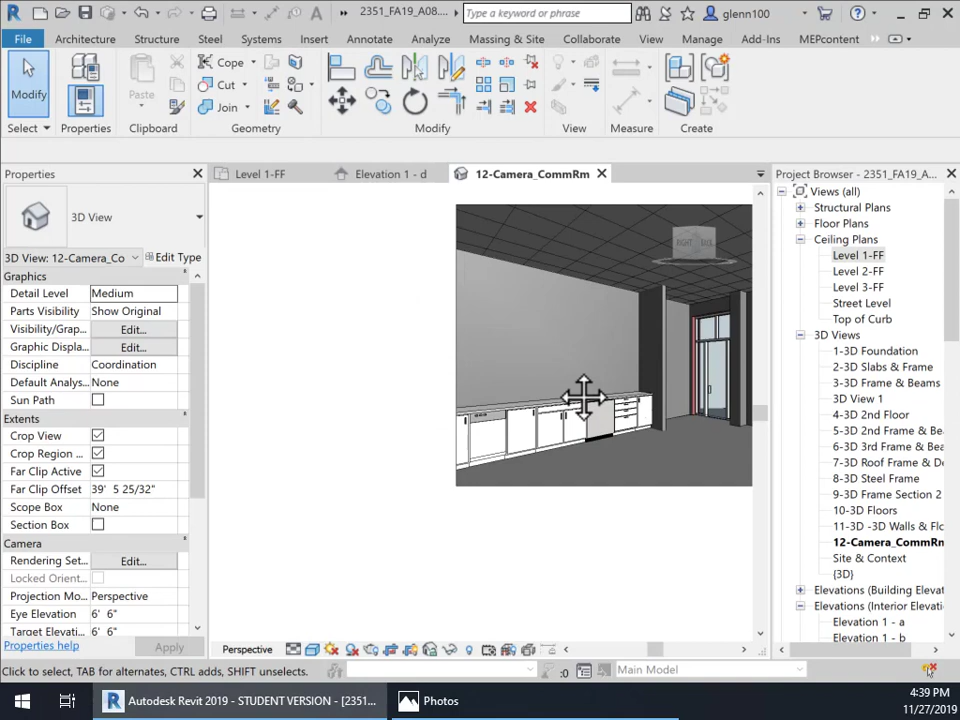 2351_FA19_A08....
Type a keyword or phrase
glenn100
File
Architecture
Structure
Steel
Systems
Insert
Annotate
Analyze
Massing & Site
Collaborate
View
Manage
Add-Ins
MEPcontent
Modify
Paste
Cope
Cut
Join
Select
Properties
Clipboard
Geometry
Modify
View
Measure
Create
Properties
Level 1-FF
Elevation 1 - d
12-Camera_CommRm
Project Browser - 2351_FA19_A...
3D View
3D View: 12-Camera_Co
Edit Type
Graphics
Detail Level Medium
Parts Visibility Show Original
Visibility/Grap... Edit...
Graphic Displa... Edit...
Discipline Coordination
Default Analys... None
Sun Path
Extents
Crop View
Crop Region ...
Far Clip Active
Far Clip Offset 39' 5 25/32"
Scope Box None
Section Box
Camera
Rendering Set... Edit...
Locked Orient...
Projection Mo... Perspective
Eye Elevation 6' 6"
Target Elevati... 6' 6"
Properties help
Apply
RIGHT BACK
Views (all)
Structural Plans
Floor Plans
Ceiling Plans
Level 1-FF
Level 2-FF
Level 3-FF
Street Level
Top of Curb
3D Views
1-3D Foundation
2-3D Slabs & Frame
3-3D Frame & Beams
3D View 1
4-3D 2nd Floor
5-3D 2nd Frame & Bea
6-3D 3rd Frame & Bea
7-3D Roof Frame & De
8-3D Steel Frame
9-3D Frame Section 2
10-3D Floors
11-3D -3D Walls & Flo
12-Camera_CommRm
Site & Context
{3D}
Elevations (Building Elevat
Elevations (Interior Elevatio
Elevation 1 - a
Elevation 1 - b
Perspective
Click to select, TAB for alternates, CTRL adds, SHIFT unselects.
:0
Main Model
Autodesk Revit 2019 - STUDENT VERSION - [2351...
Photos
4:39 PM
11/27/2019